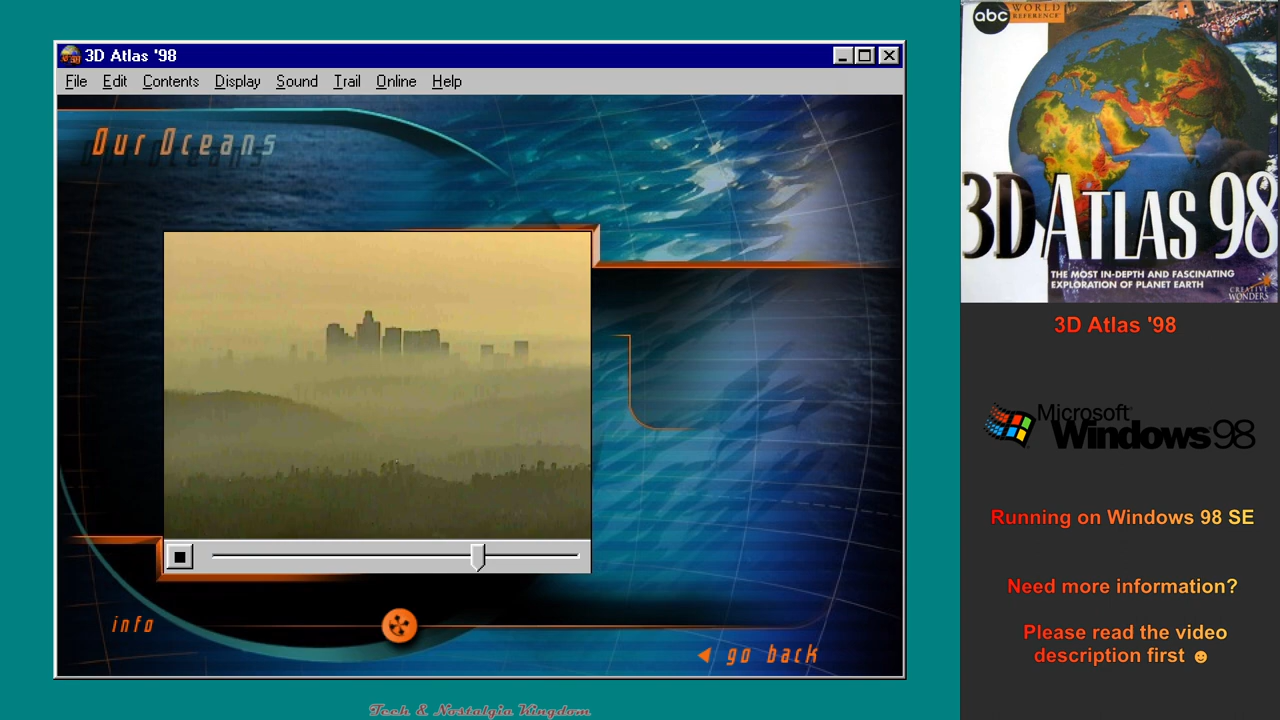 3D Atlas '98
File Edit Contents Display Sound Trail Online Help
Our Oceans
info
go back
Tech & Nostalgia Kingdom
abc WORLD
REFERENCE
3D ATLAS 98
THE MOST IN-DEPTH AND FASCINATING
EXPLORATION OF PLANET EARTH
CREATIVE
WONDERS
3D Atlas '98
Microsoft
Windows 98
Running on Windows 98 SE
Need more information?
Please read the video
description first ☻